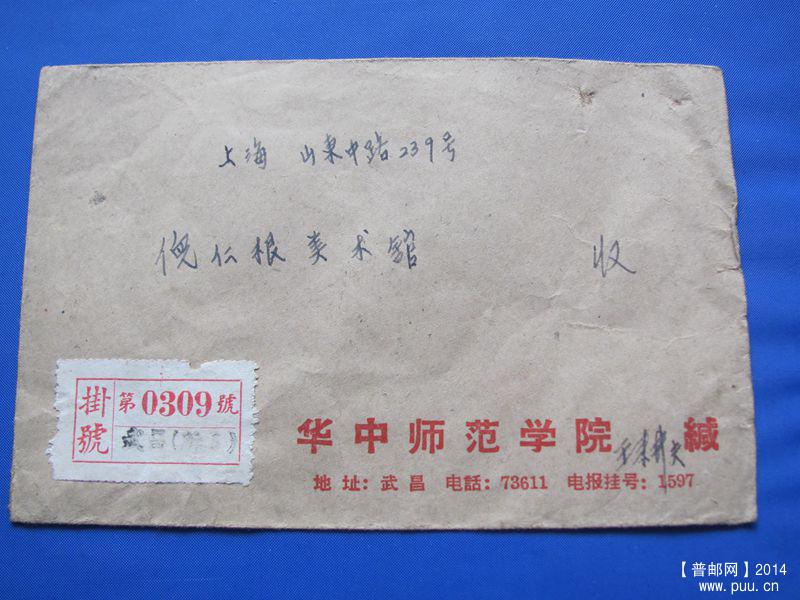 上海 山東中路239号
倪仁根美术館 收
掛號 第0309號
武昌
华中师范学院 缄
地址：武昌 电話：73611 电报挂号：1597
【普邮网】2014
www.puu.cn